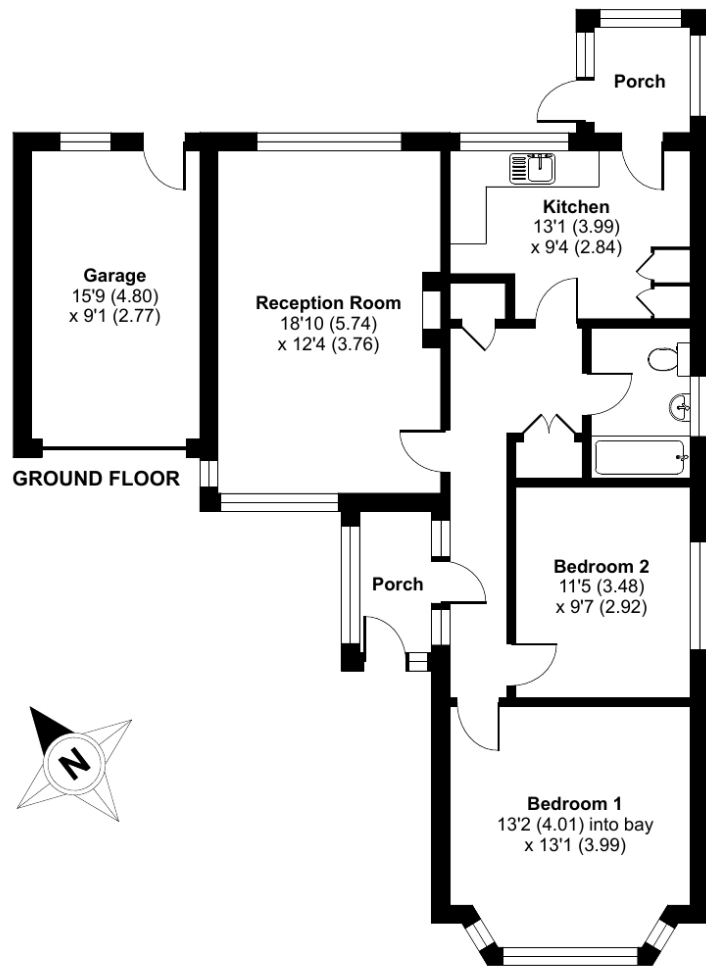 Porch
Kitchen
13'1 (3.99)
x 9'4 (2.84)
Garage
15'9 (4.80)
x 9'1 (2.77)
Reception Room
18'10 (5.74)
x 12'4 (3.76)
GROUND FLOOR
Porch
Bedroom 2
11'5 (3.48)
x 9'7 (2.92)
N
Bedroom 1
13'2 (4.01) into bay
x 13'1 (3.99)